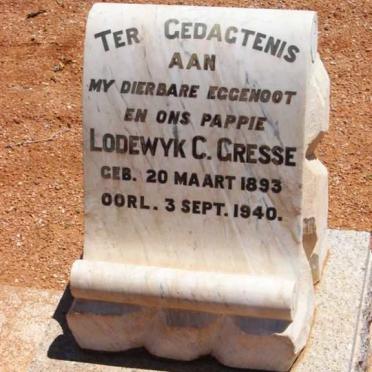 TER GEDACTENIS
AAN
MY DIERBARE EGGENOOT
EN ONS PAPPIE
LODEWYK C. GRESSE
GEB. 20 MAART 1893
OORL. 3 SEPT. 1940.